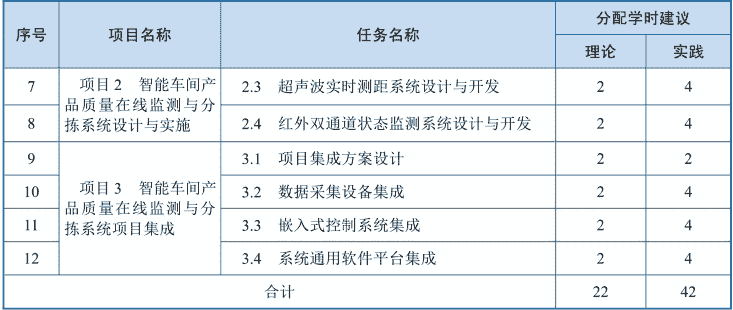 序号 项目名称 任务名称 分配学时建议
理论 实践
7 项目2 智能车间产品质量在线监测与分拣系统设计与实施 2.3 超声波实时测距系统设计与开发 2 4
8 2.4 红外双通道状态监测系统设计与开发 2 4
9 项目3 智能车间产品质量在线监测与分拣系统项目集成 3.1 项目集成方案设计 2 2
10 3.2 数据采集设备集成 2 4
11 3.3 嵌入式控制系统集成 2 4
12 3.4 系统通用软件平台集成 2 4
合计 22 42